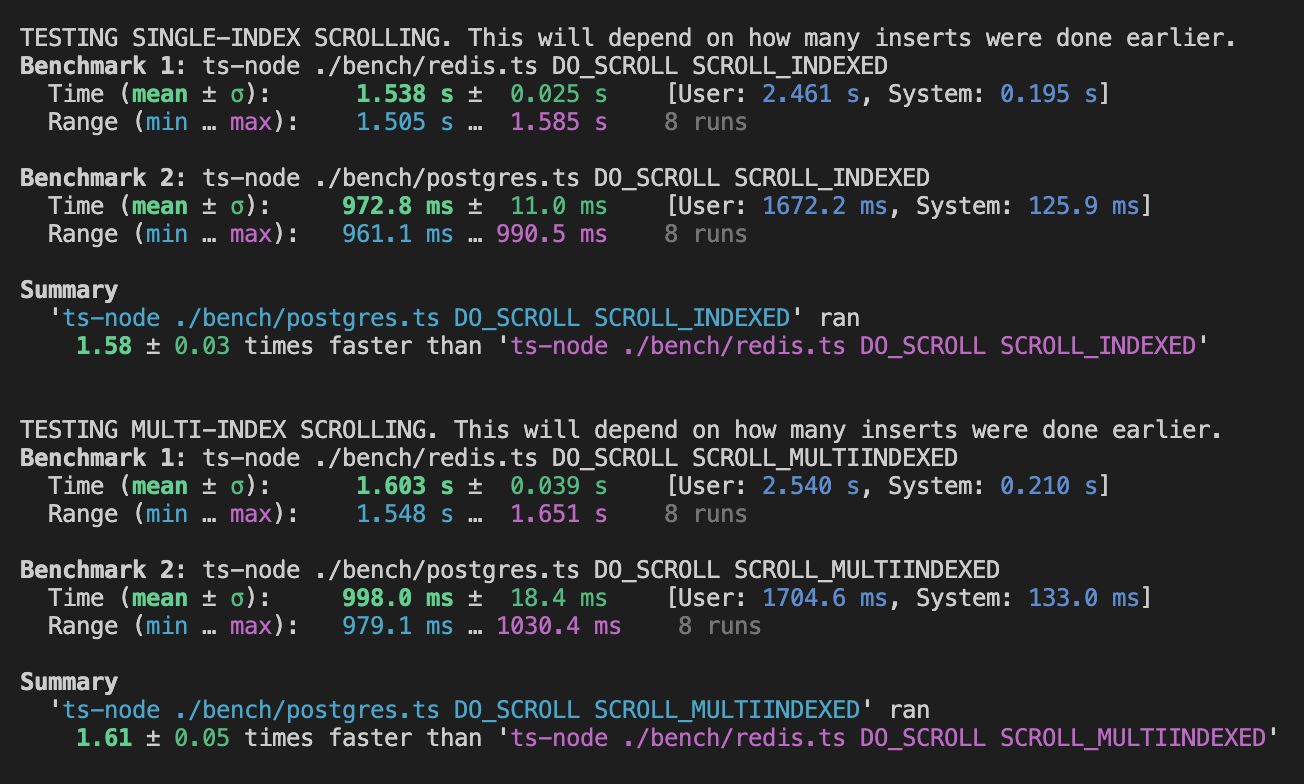 TESTING SINGLE-INDEX SCROLLING. This will depend on how many inserts were done earlier.
Benchmark 1: ts-node ./bench/redis.ts DO_SCROLL SCROLL_INDEXED
Time (mean ± σ): 1.538 s ± 0.025 s [User: 2.461 s, System: 0.195 s]
Range (min … max): 1.505 s … 1.585 s 8 runs
Benchmark 2: ts-node ./bench/postgres.ts DO_SCROLL SCROLL_INDEXED
Time (mean ± σ): 972.8 ms ± 11.0 ms [User: 1672.2 ms, System: 125.9 ms]
Range (min … max): 961.1 ms … 990.5 ms 8 runs
Summary
'ts-node ./bench/postgres.ts DO_SCROLL SCROLL_INDEXED' ran
1.58 ± 0.03 times faster than 'ts-node ./bench/redis.ts DO_SCROLL SCROLL_INDEXED'
TESTING MULTI-INDEX SCROLLING. This will depend on how many inserts were done earlier.
Benchmark 1: ts-node ./bench/redis.ts DO_SCROLL SCROLL_MULTIINDEXED
Time (mean ± σ): 1.603 s ± 0.039 s [User: 2.540 s, System: 0.210 s]
Range (min … max): 1.548 s … 1.651 s 8 runs
Benchmark 2: ts-node ./bench/postgres.ts DO_SCROLL SCROLL_MULTIINDEXED
Time (mean ± σ): 998.0 ms ± 18.4 ms [User: 1704.6 ms, System: 133.0 ms]
Range (min … max): 979.1 ms … 1030.4 ms 8 runs
Summary
'ts-node ./bench/postgres.ts DO_SCROLL SCROLL_MULTIINDEXED' ran
1.61 ± 0.05 times faster than 'ts-node ./bench/redis.ts DO_SCROLL SCROLL_MULTIINDEXED'